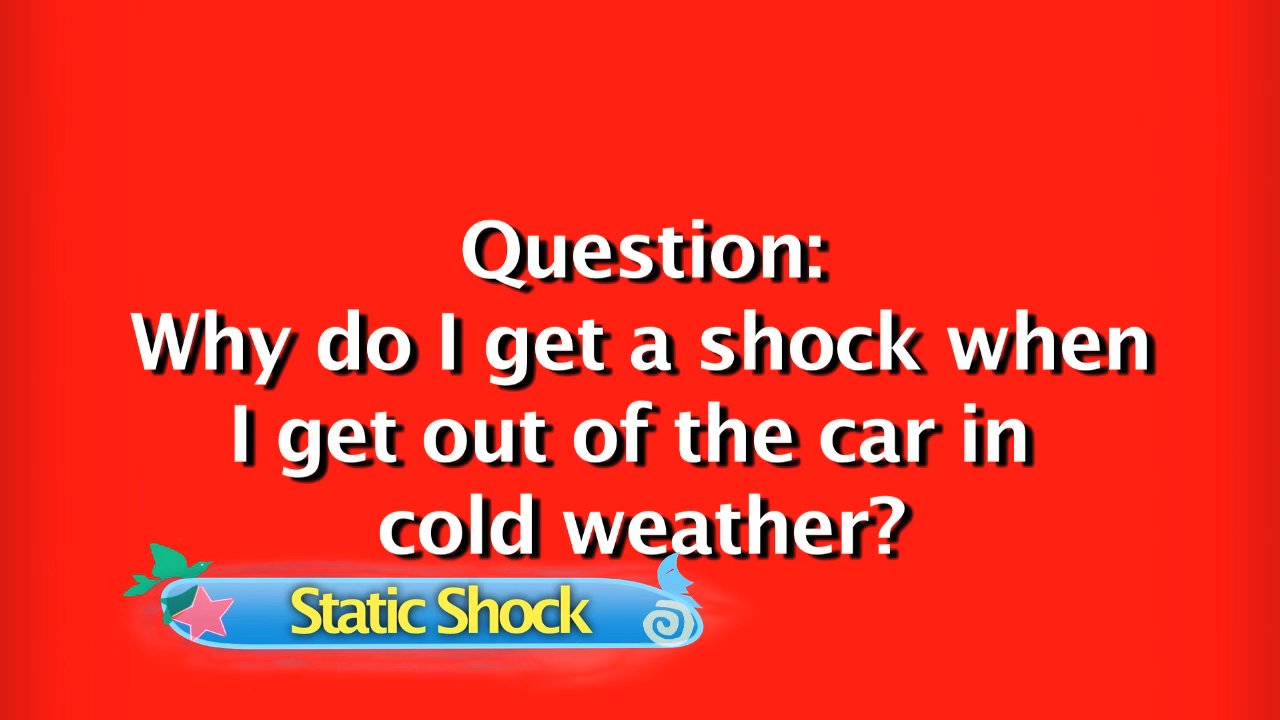 Question:
Why do I get a shock when
I get out of the car in
cold weather?
Static Shock